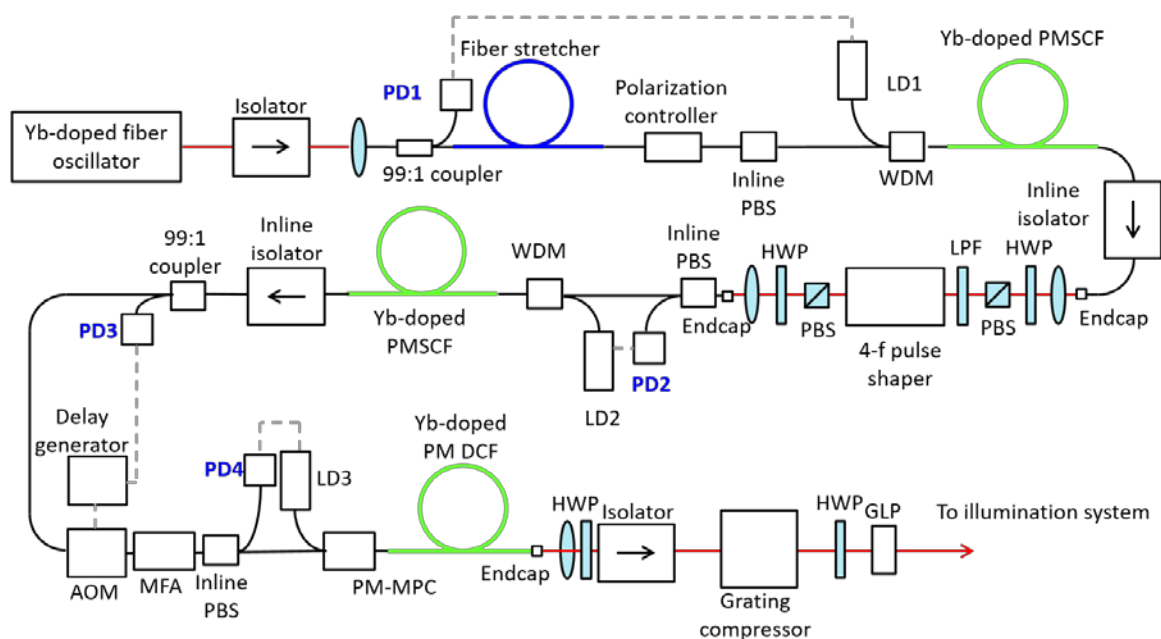 Fiber stretcher
Yb-doped PMSCF
PD1
LD1
Isolator
Polarization
controller
Yb-doped fiber
oscillator
99:1 coupler
Inline
PBS
WDM
Inline
isolator
99:1
coupler
Inline
isolator
WDM
Inline
PBS
HWP
LPF
HWP
PD3
Yb-doped
PMSCF
Endcap
PBS
PBS
Endcap
4-f pulse
shaper
PD2
LD2
Delay
generator
Yb-doped
PM DCF
PD4
LD3
HWP
Isolator
HWP
GLP
To illumination system
AOM
MFA
Inline
PBS
PM-MPC
Endcap
Grating
compressor